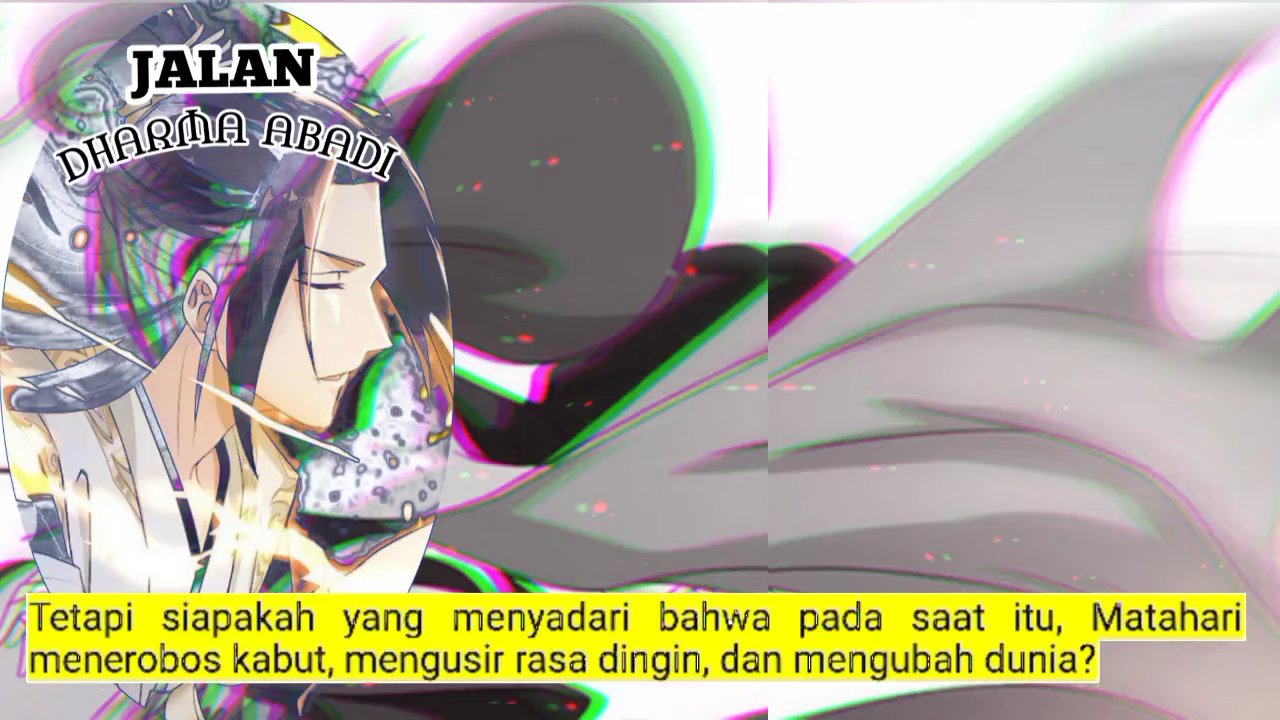 JALAN
DHARMA ABADI
Tetapi siapakah yang menyadari bahwa pada saat itu, Matahari
menerobos kabut, mengusir rasa dingin, dan mengubah dunia?